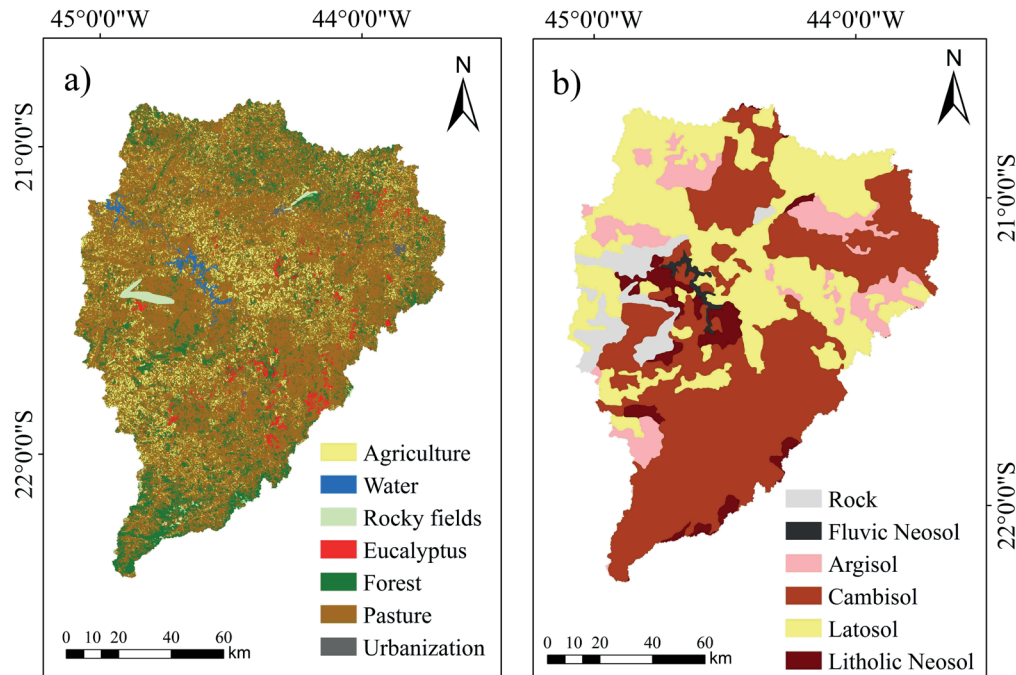 45°0'0"W 44°0'0"W
a)
N
21°0'0"S
22°0'0"S
Agriculture
Water
Rocky fields
Eucalyptus
Forest
Pasture
Urbanization
0 10 20 40 60
km
45°0'0"W 44°0'0"W
b)
N
21°0'0"S
22°0'0"S
Rock
Fluvic Neosol
Argisol
Cambisol
Latosol
Litholic Neosol
0 10 20 40 60
km